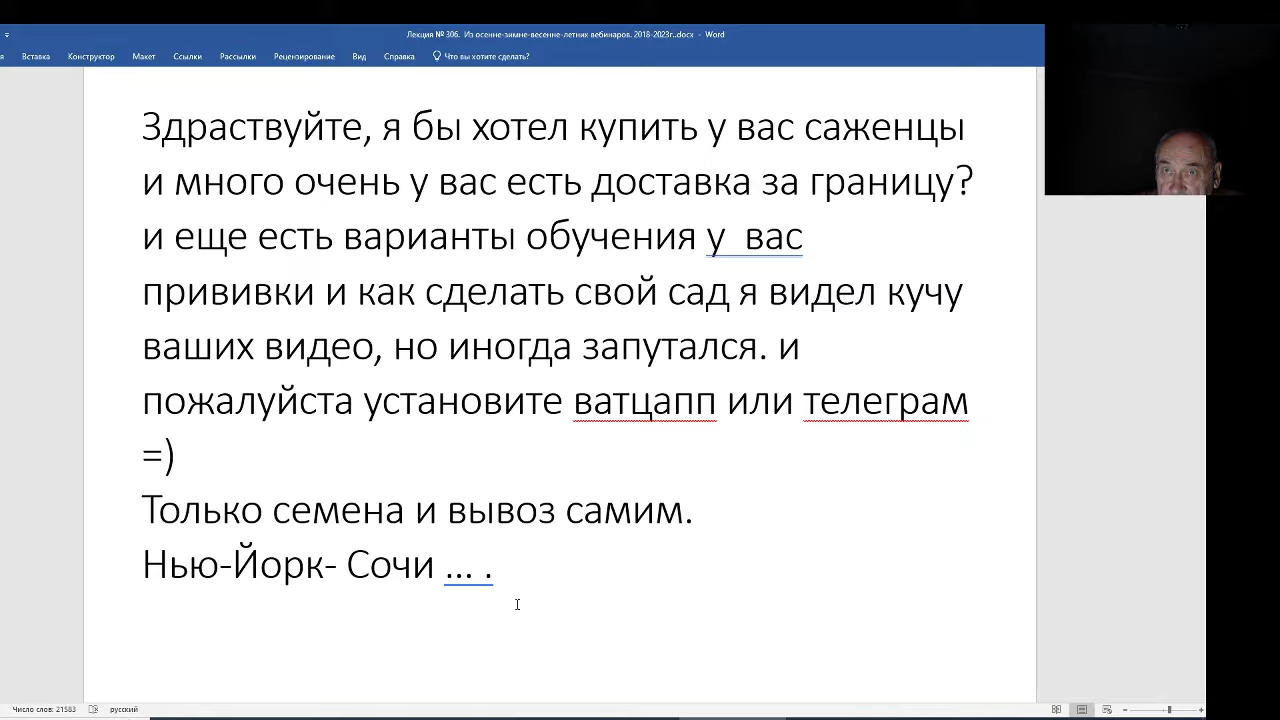 Лекция № 306. Из осенне-зимне-весенне-летних вебинаров. 2018-2023г..docx - Word
Вставка Конструктор Макет Ссылки Рассылки Рецензирование Вид Справка Что вы хотите сделать?
Здраствуйте, я бы хотел купить у вас саженцы
и много очень у вас есть доставка за границу?
и еще есть варианты обучения у вас
прививки и как сделать свой сад я видел кучу
ваших видео, но иногда запутался. и
пожалуйста установите ватцапп или телеграм
=)
Только семена и вывоз самим.
Нью-Йорк- Сочи ... .
Число слов: 21583 русский